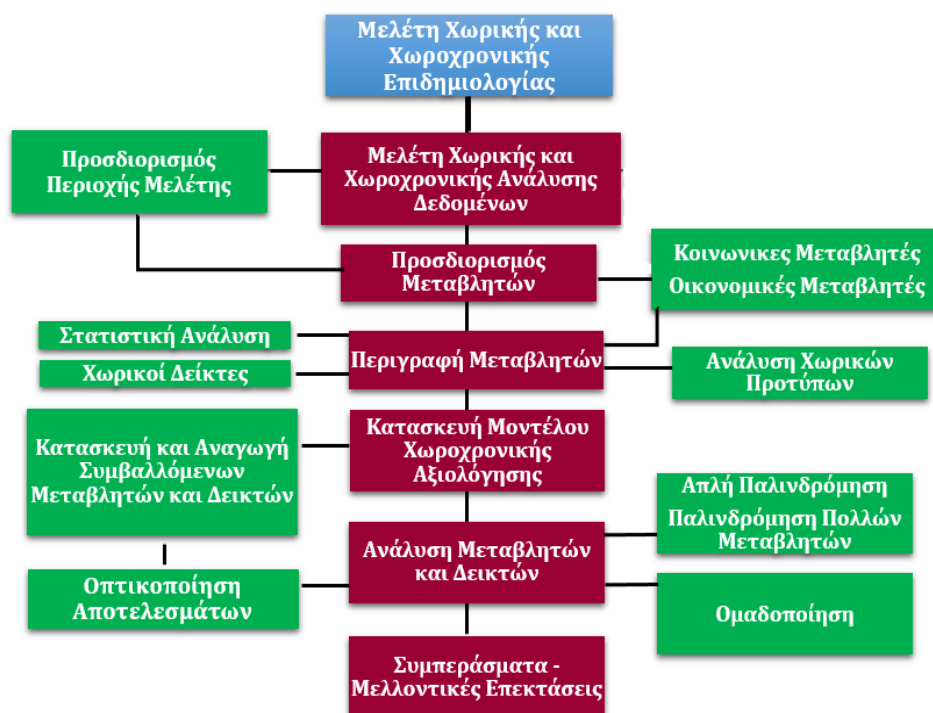 Μελέτη Χωρικής και
Χωροχρονικής
Επιδημιολογίας
Προσδιορισμός
Περιοχής Μελέτης
Μελέτη Χωρικής και
Χωροχρονικής Ανάλυσης
Δεδομένων
Προσδιορισμός
Μεταβλητών
Κοινωνικες Μεταβλητές
Οικονομικές Μεταβλητές
Στατιστική Ανάλυση
Χωρικοί Δείκτες
Περιγραφή Μεταβλητών
Ανάλυση Χωρικών
Προτύπων
Κατασκευή και Αναγωγή
Συμβαλλόμενων
Μεταβλητών και Δεικτών
Κατασκευή Μοντέλου
Χωροχρονικής
Αξιολόγησης
Απλή Παλινδρόμηση
Παλινδρόμηση Πολλών
Μεταβλητών
Ανάλυση Μεταβλητών
και Δεικτών
Οπτικοποίηση
Αποτελεσμάτων
Ομαδοποίηση
Συμπεράσματα -
Μελλοντικές Επεκτάσεις